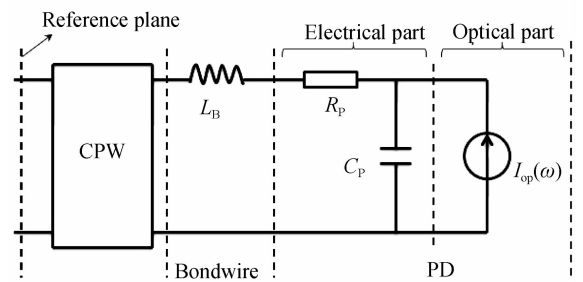 Reference plane
Electrical part
Optical part
CPW
L_B
R_P
C_P
I_op(ω)
Bondwire
PD